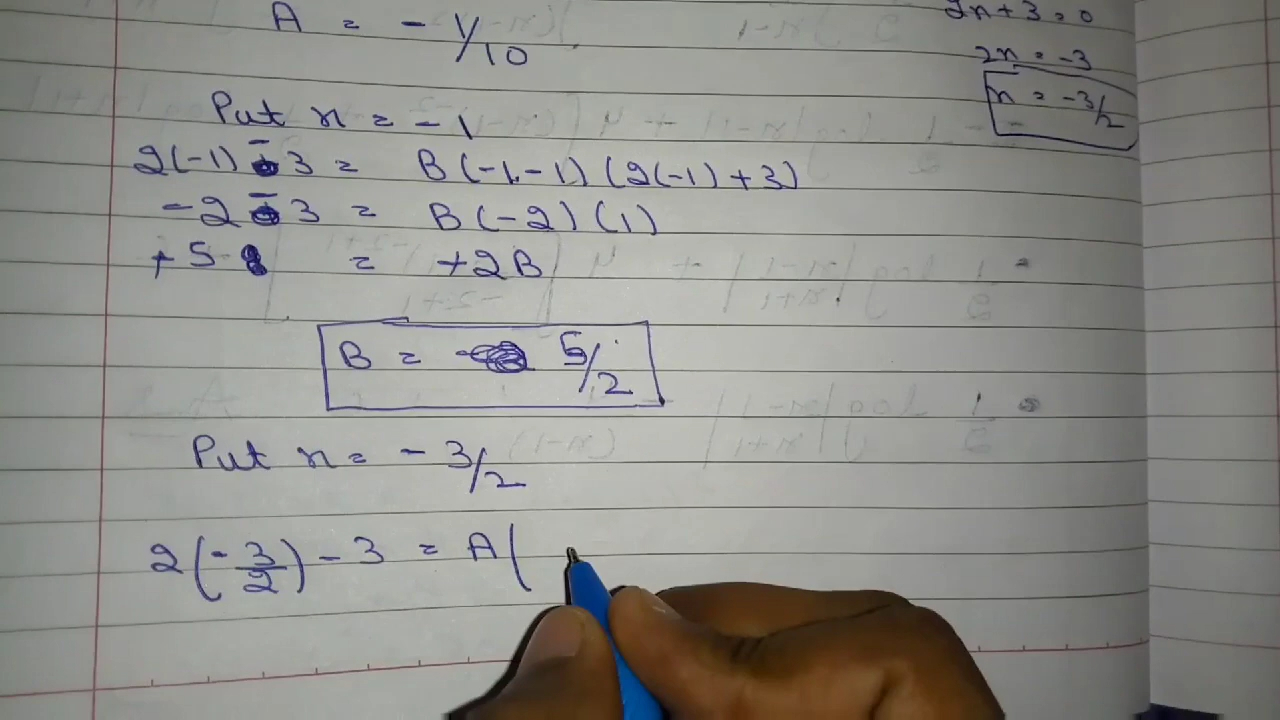 A = - 1/10
2x+3=0
2x = -3
x = -3/2
Put x = -1
2(-1) - 3 = B(-1-1)(2(-1)+3)
-2 - 3 = B(-2)(1)
+5 = +2B
B = 5/2
Put x = -3/2
2(-3/2) - 3 = A(